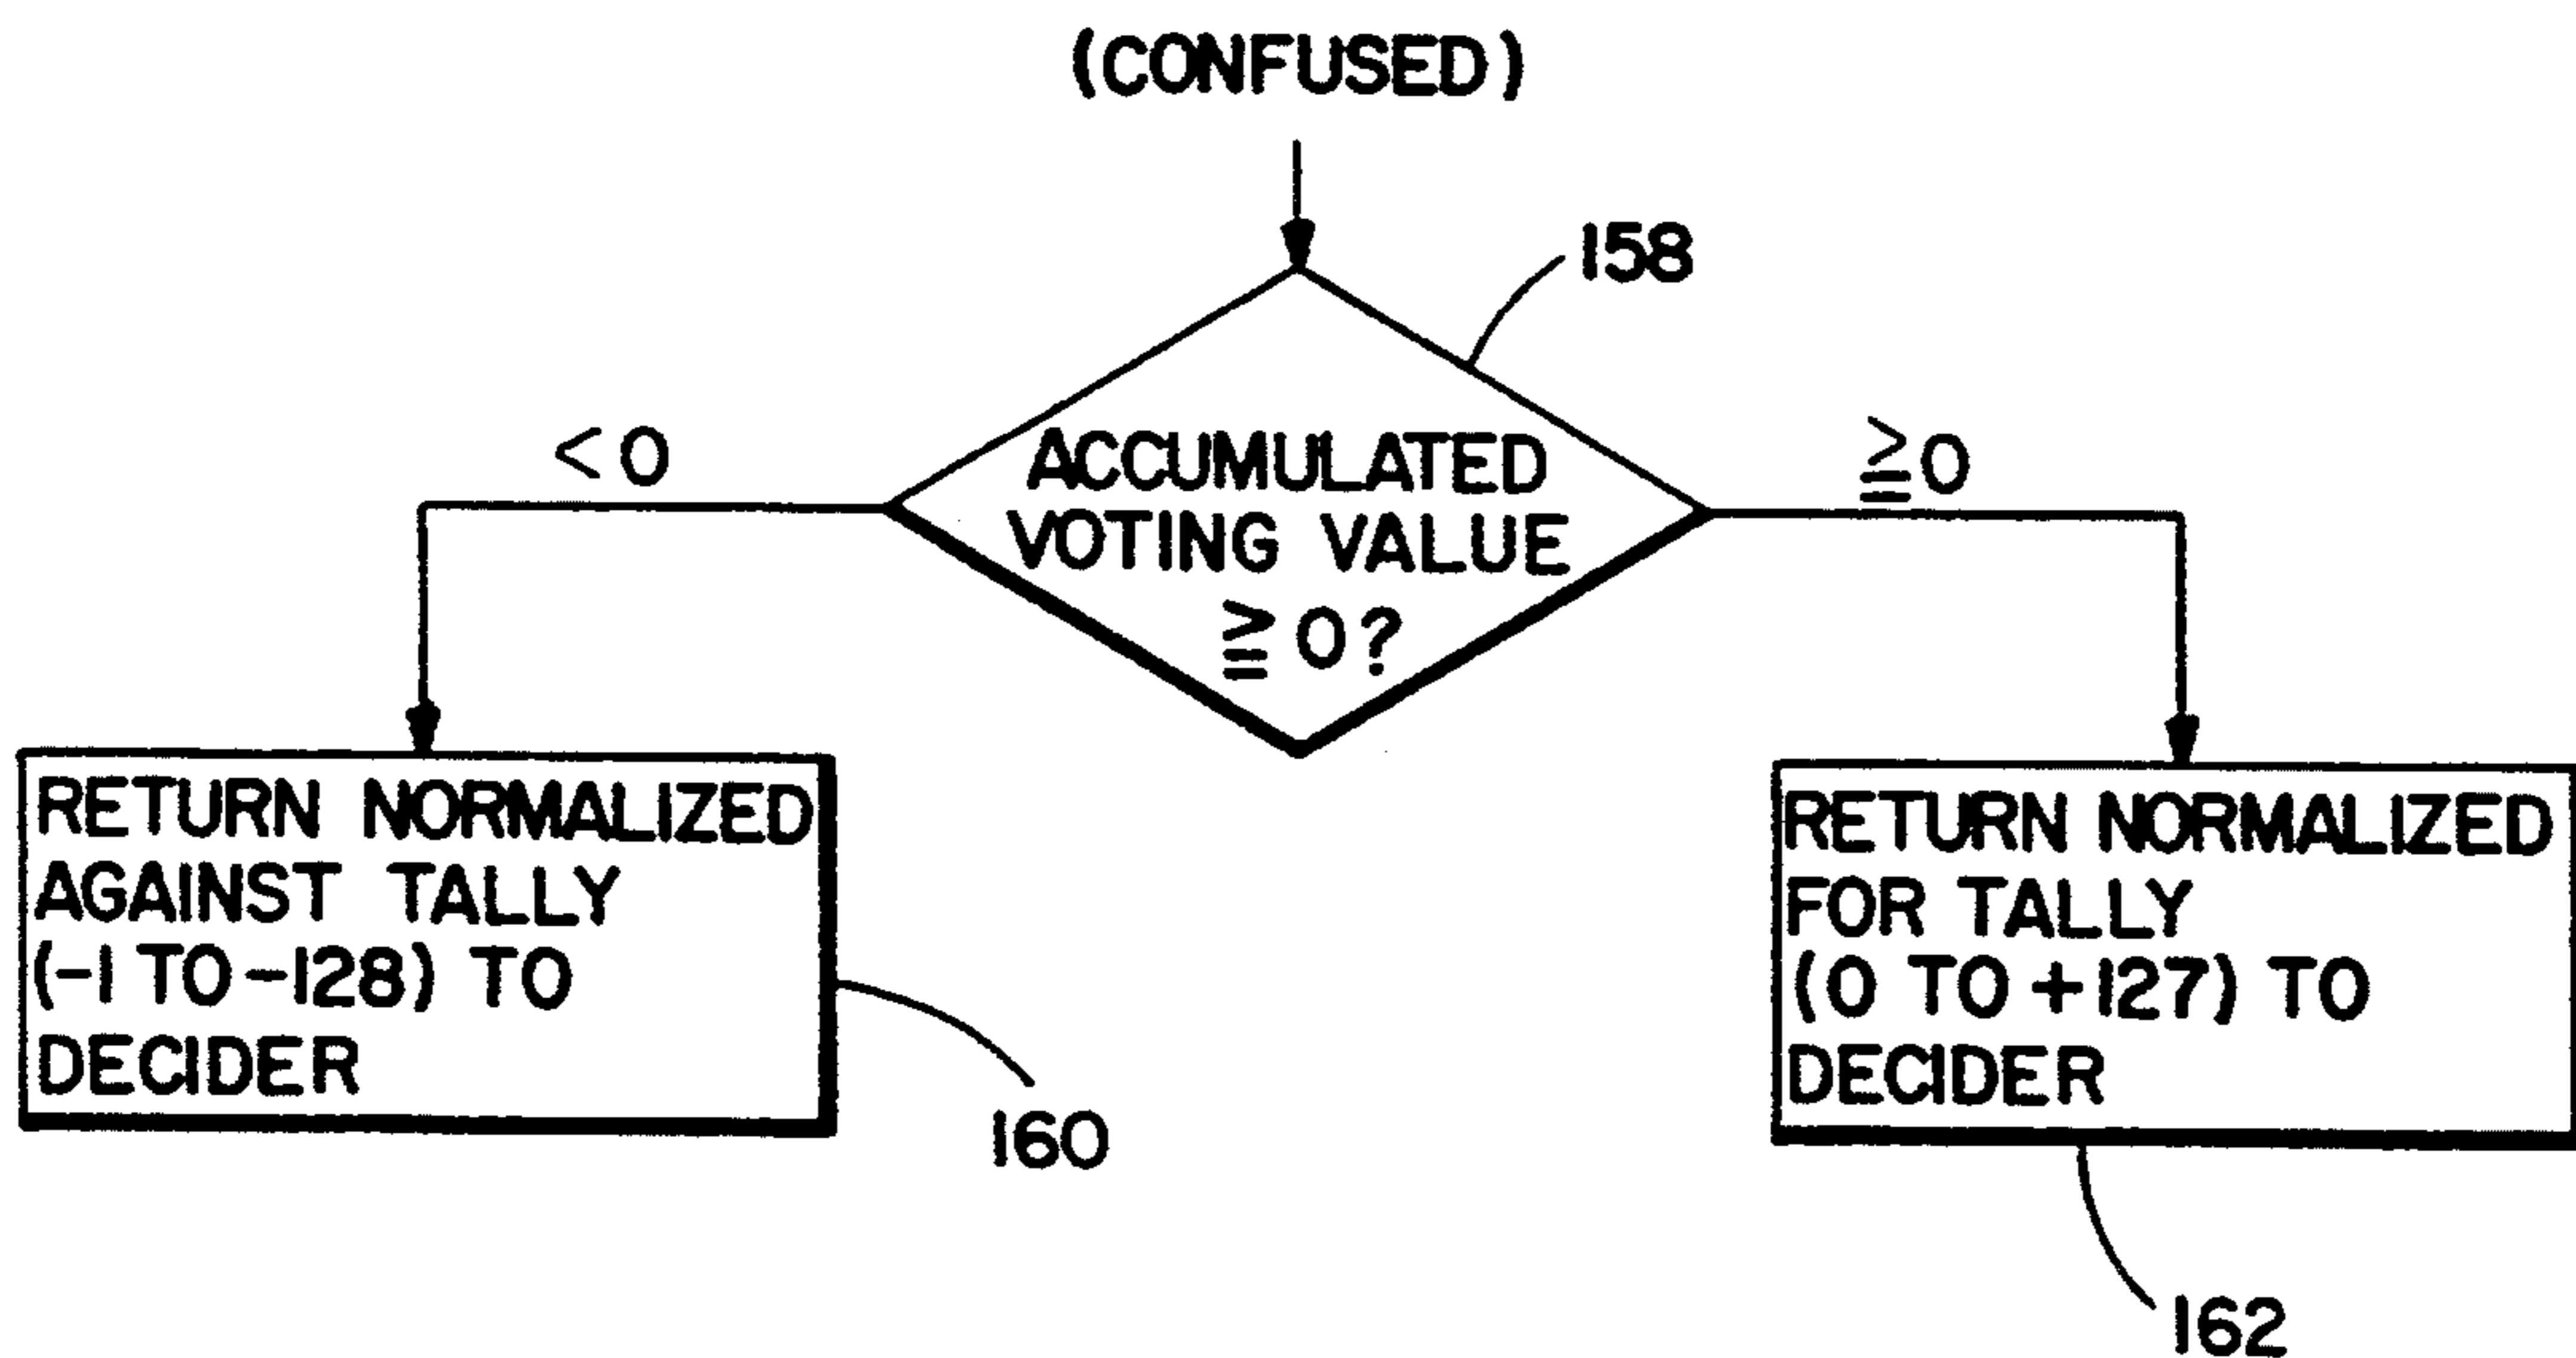 (CONFUSED)
158
ACCUMULATED
VOTING VALUE
≧ 0?
< 0
≧0
RETURN NORMALIZED
AGAINST TALLY
(-1 TO -128) TO
DECIDER
160
RETURN NORMALIZED
FOR TALLY
(0 TO +127) TO
DECIDER
162